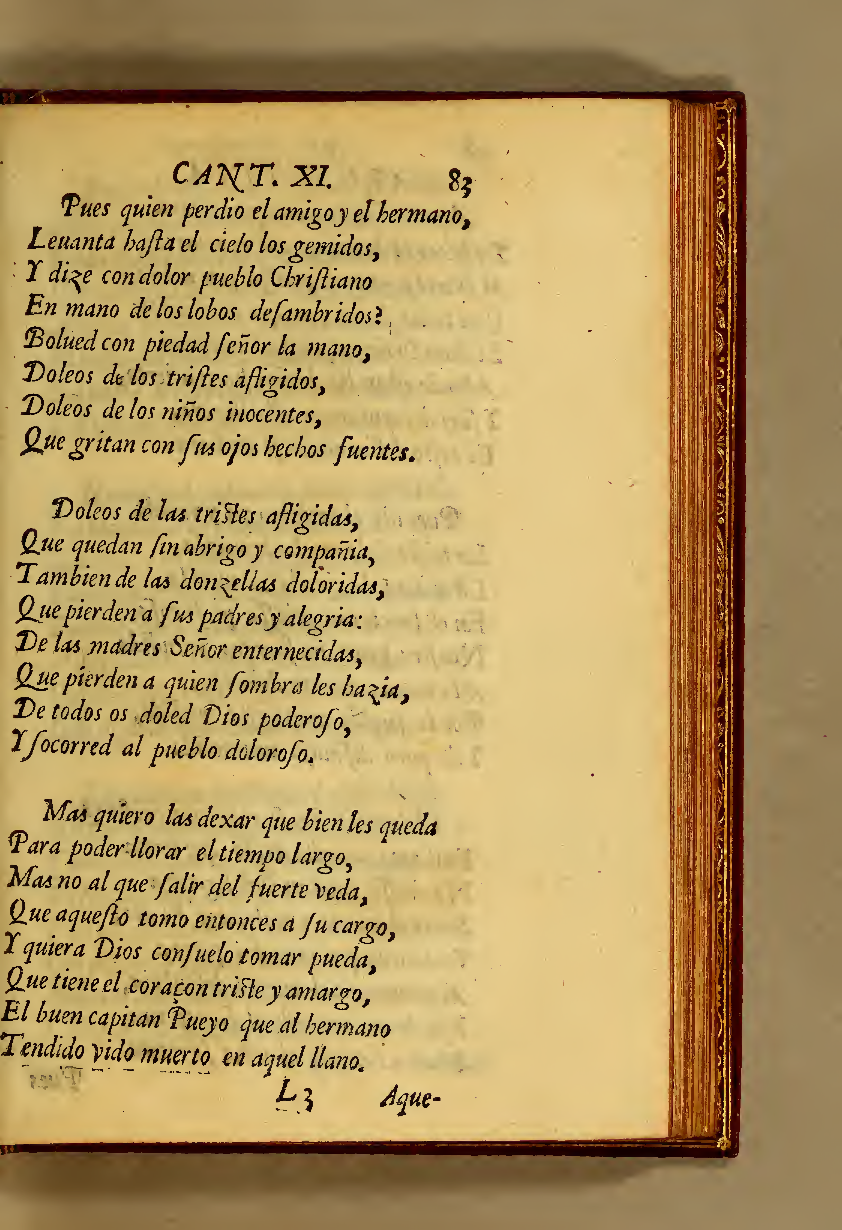 CANT. XI. 83
Pues quien perdio el amigo y el hermano,
Leuanta haſta el cielo los gemidos,
Y dize con dolor pueblo Chriſtiano
En mano de los lobos deſambridos?
Bolued con piedad ſeñor la mano,
Doleos de los triſtes afligidos,
Doleos de los niños inocentes,
Que gritan con ſus ojos hechos fuentes.
Doleos de las triſtes afligidas,
Que quedan ſin abrigo y compañia,
Tambien de las donzellas doloridas,
Que pierden a ſus padres y alegria:
De las madres Señor enternecidas,
Que pierden a quien ſombra les hazia,
De todos os doled Dios poderoſo,
Y ſocorred al pueblo doloroſo.
Mas quiero las dexar que bien les queda
Para poder llorar el tiempo largo,
Mas no al que ſalir del fuerte veda,
Que aqueſto tomo entonces a ſu cargo,
Y quiera Dios conſuelo tomar pueda,
Que tiene el coraçon triſte y amargo,
El buen capitan Pueyo que al hermano
Tendido vido muerto en aquel llano.
L3 Aque-